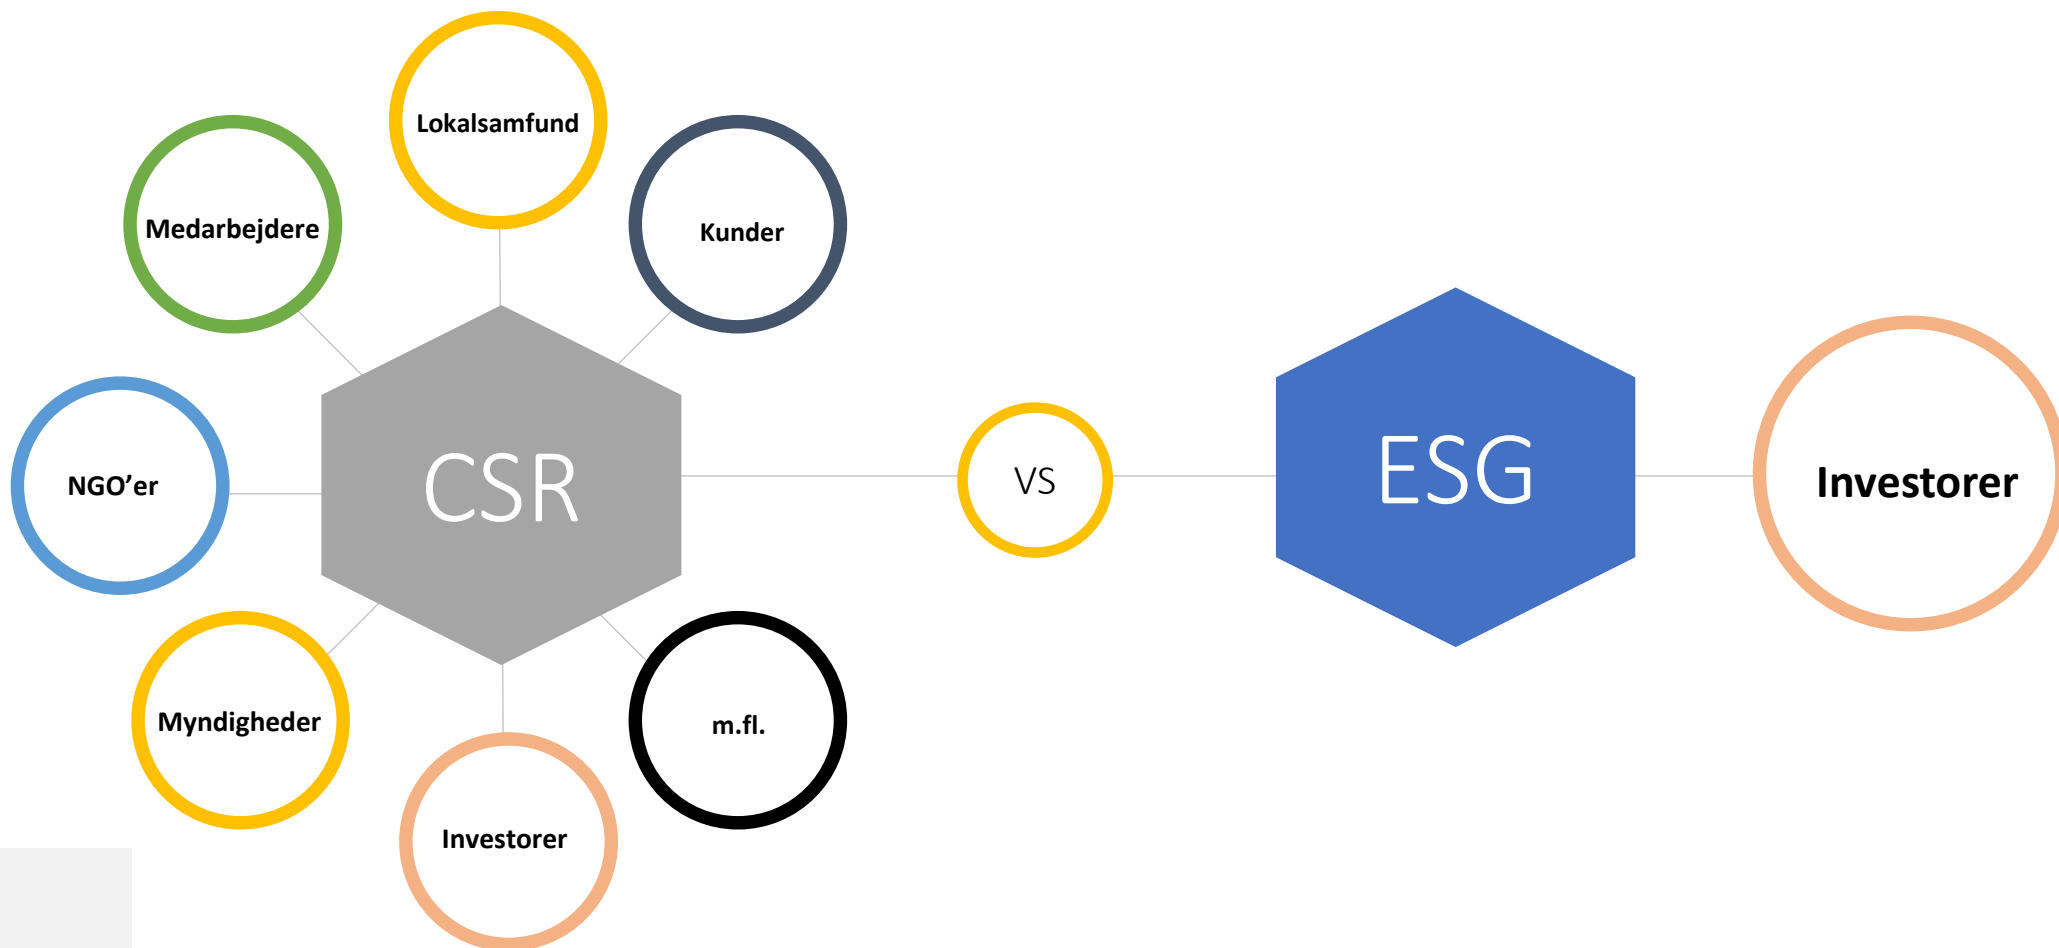 Lokalsamfund
Medarbejdere
Kunder
NGO’er
CSR
VS
ESG
Investorer
Myndigheder
m.fl.
Investorer